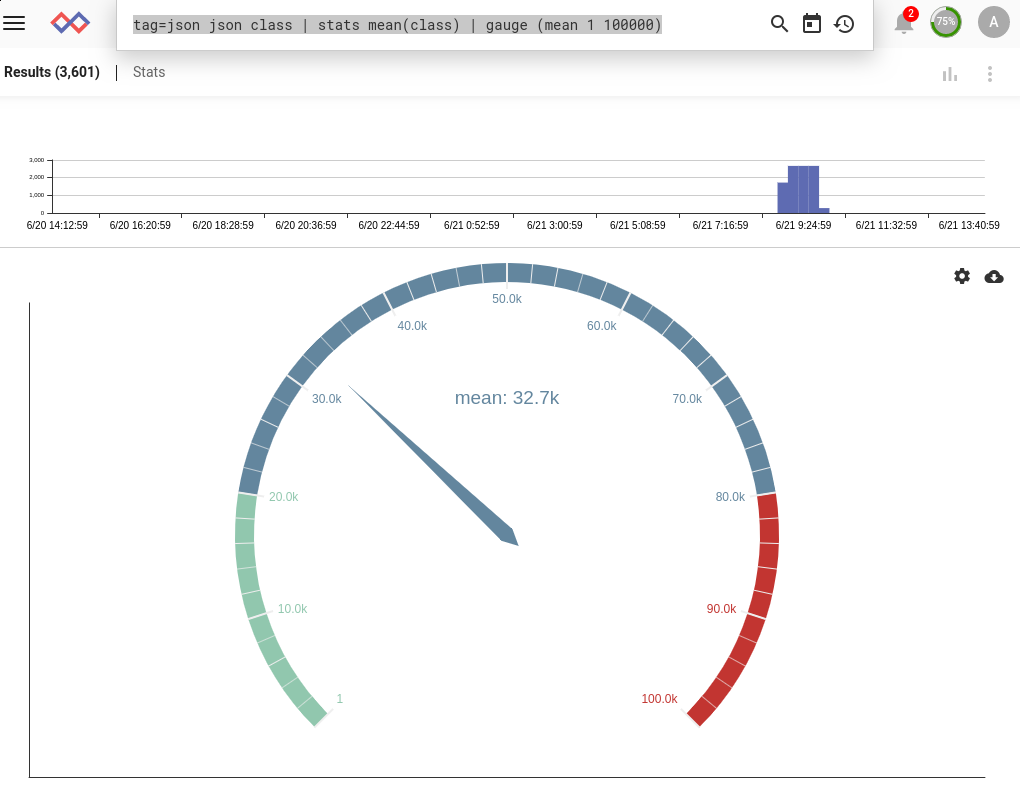 tag=json json class | stats mean(class) | gauge (mean 1 100000)
2
75%
A
Results (3,601) | Stats
3,000
2,000
1,000
0
6/20 14:12:59 6/20 16:20:59 6/20 18:28:59 6/20 20:36:59 6/20 22:44:59 6/21 0:52:59 6/21 3:00:59 6/21 5:08:59 6/21 7:16:59 6/21 9:24:59 6/21 11:32:59 6/21 13:40:59
50.0k
40.0k 60.0k
mean: 32.7k
30.0k 70.0k
20.0k 80.0k
10.0k 90.0k
1 100.0k